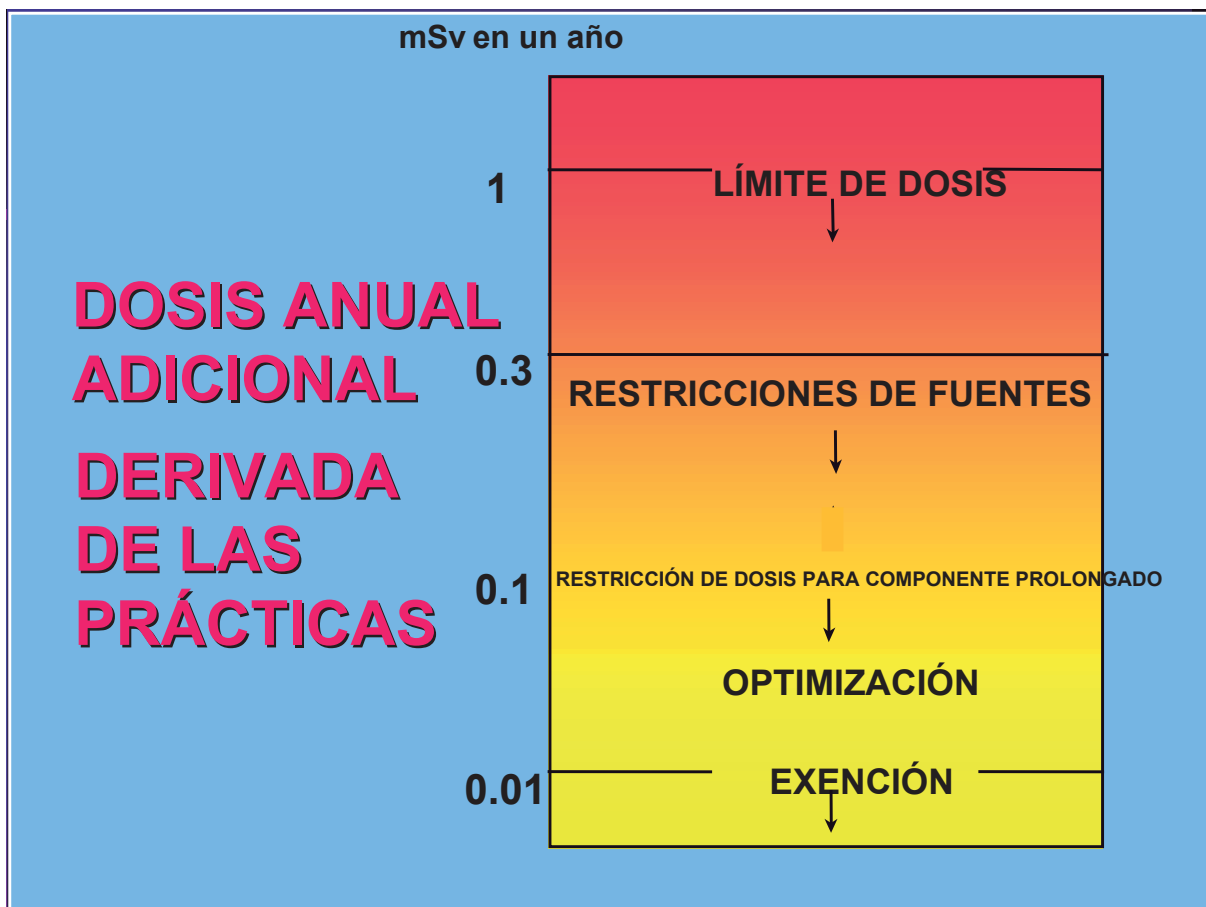 mSv en un año
1
LÍMITE DE DOSIS
DOSIS ANUAL
ADICIONAL
0.3
RESTRICCIONES DE FUENTES
DERIVADA
DE LAS
PRÁCTICAS
0.1
RESTRICCIÓN DE DOSIS PARA COMPONENTE PROLONGADO
OPTIMIZACIÓN
0.01
EXENCIÓN